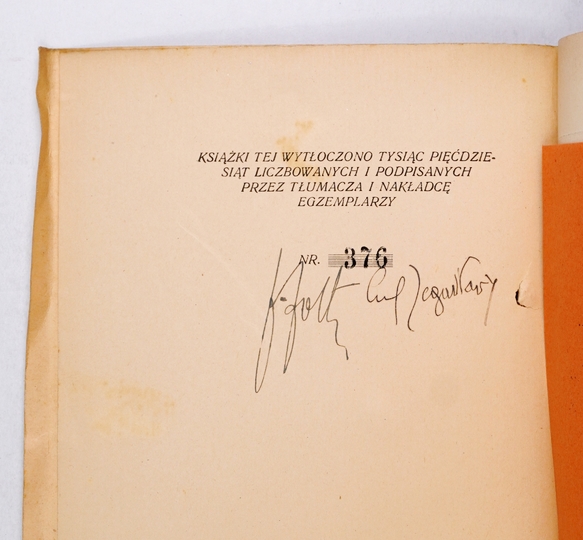 KSIĄŻKI TEJ WYTŁOCZONO TYSIĄC PIĘĆDZIE-
SIĄT LICZBOWANYCH I PODPISANYCH
PRZEZ TŁUMACZA I NAKŁADCĘ
EGZEMPLARZY
NR. 376